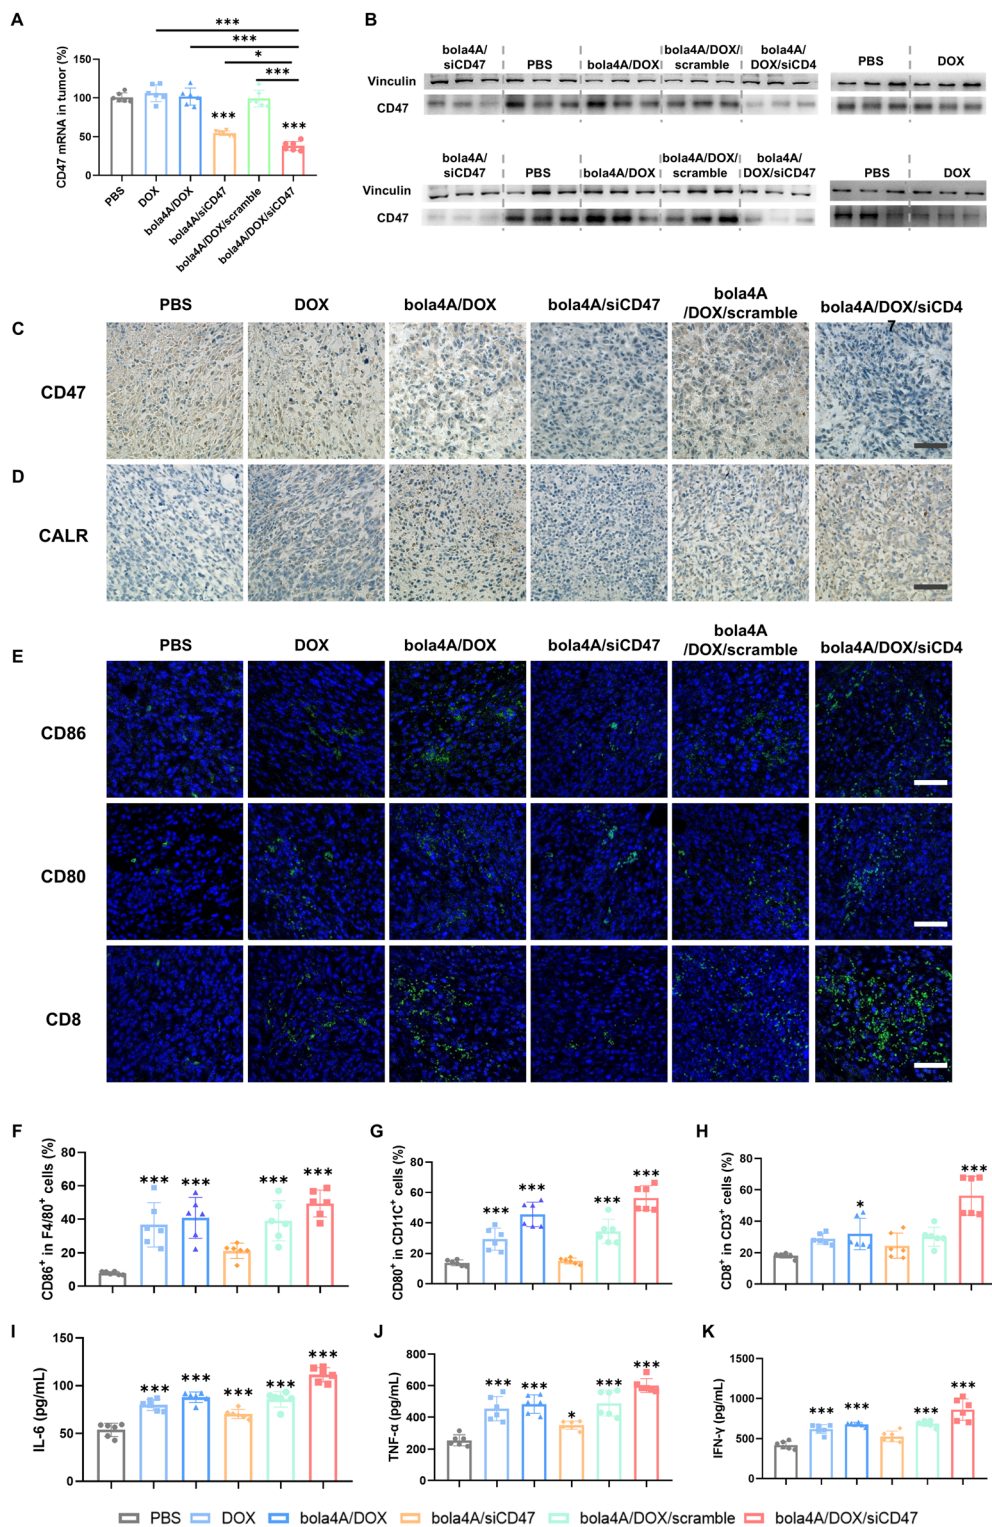 A
***
***
*
***
***
***
CD47 mRNA in tumor (%)
150
100
50
0
PBS
DOX
bola4A/DOX
bola4A/siCD47
bola4A/DOX/scramble
bola4A/DOX/siCD47
B
bola4A/
siCD47
PBS
bola4A/DOX
bola4A/DOX/
scramble
bola4A/
DOX/siCD4
PBS
DOX
Vinculin
CD47
bola4A/
siCD47
PBS
bola4A/DOX
bola4A/DOX/
scramble
bola4A/
DOX/siCD47
PBS
DOX
Vinculin
CD47
PBS
DOX
bola4A/DOX
bola4A/siCD47
bola4A
/DOX/scramble
bola4A/DOX/siCD4
7
C
CD47
D
CALR
E
PBS
DOX
bola4A/DOX
bola4A/siCD47
bola4A
/DOX/scramble
bola4A/DOX/siCD4
CD86
CD80
CD8
F
CD86+ in F4/80+ cells (%)
80
60
40
20
0
***
***
***
***
G
CD80+ in CD11C+ cells (%)
80
60
40
20
0
***
***
***
***
H
CD8+ in CD3+ cells (%)
80
60
40
20
0
*
***
I
IL-6 (pg/mL)
150
100
50
0
***
***
***
***
***
J
TNF-α (pg/mL)
800
600
400
200
0
***
***
*
***
***
K
IFN-γ (pg/mL)
1500
1000
500
0
***
***
***
***
PBS DOX bola4A/DOX bola4A/siCD47 bola4A/DOX/scramble bola4A/DOX/siCD47